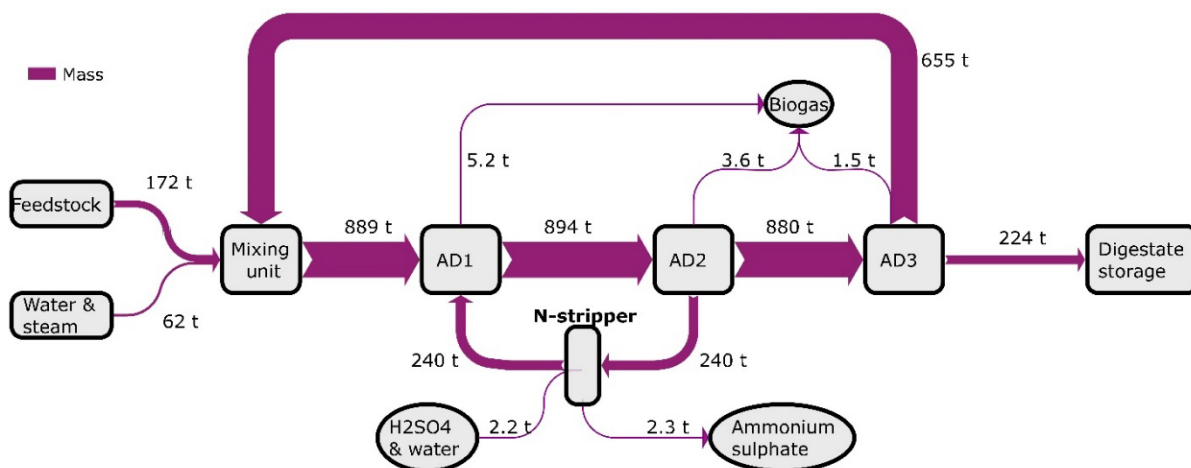 655 t
Mass
Biogas
5.2 t
3.6 t
1.5 t
172 t
Feedstock
889 t
894 t
880 t
224 t
Mixing
unit
AD1
AD2
AD3
Digestate
storage
Water &
steam
62 t
N-stripper
240 t
240 t
H2SO4
& water
2.2 t
2.3 t
Ammonium
sulphate